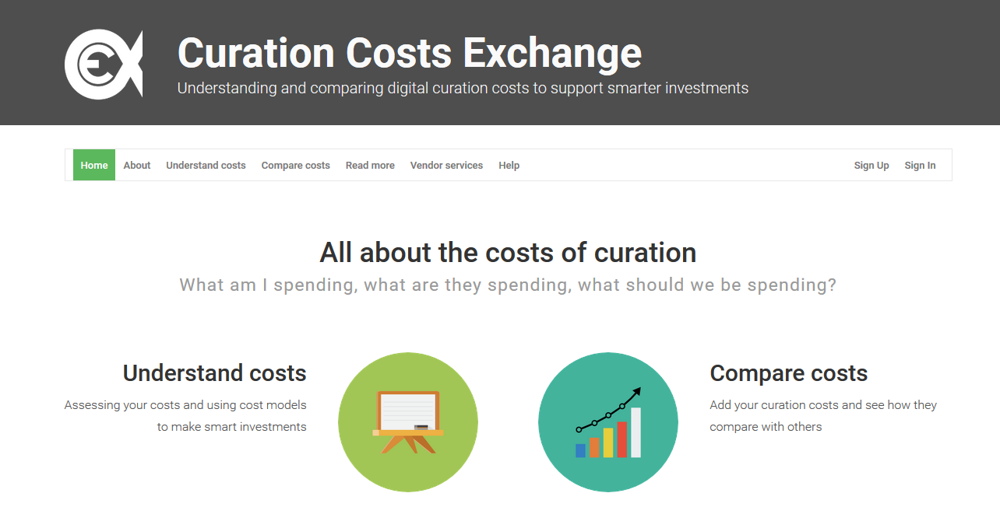 Curation Costs Exchange
Understanding and comparing digital curation costs to support smarter investments
Home About Understand costs Compare costs Read more Vendor services Help Sign Up Sign In
All about the costs of curation
What am I spending, what are they spending, what should we be spending?
Understand costs
Assessing your costs and using cost models
to make smart investments
Compare costs
Add your curation costs and see how they
compare with others